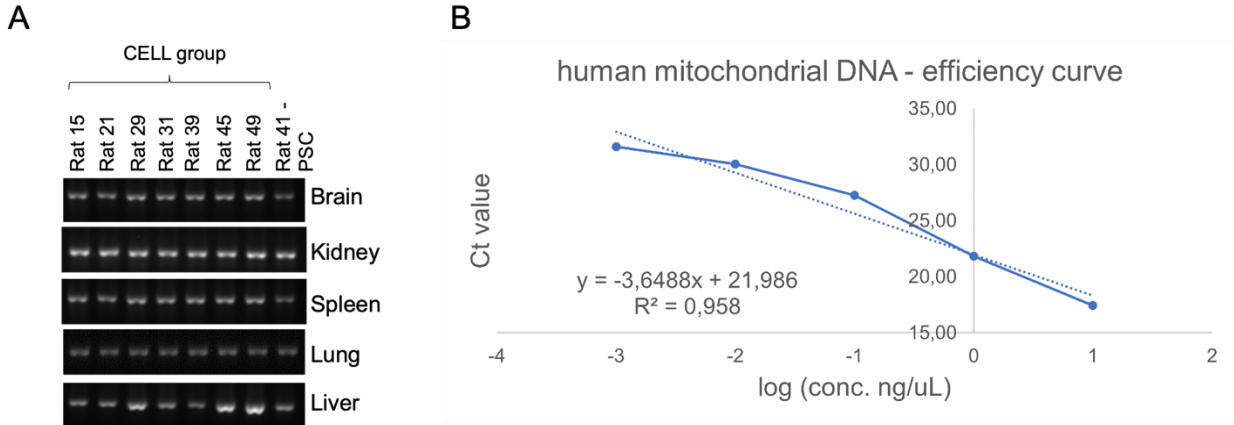 A
CELL group
Rat 15
Rat 21
Rat 29
Rat 31
Rat 39
Rat 45
Rat 49
Rat 41 -
PSC
Brain
Kidney
Spleen
Lung
Liver
B
human mitochondrial DNA - efficiency curve
35,00
30,00
25,00
20,00
15,00
Ct value
y = -3,6488x + 21,986
R² = 0,958
-4
-3
-2
-1
0
1
2
log (conc. ng/uL)